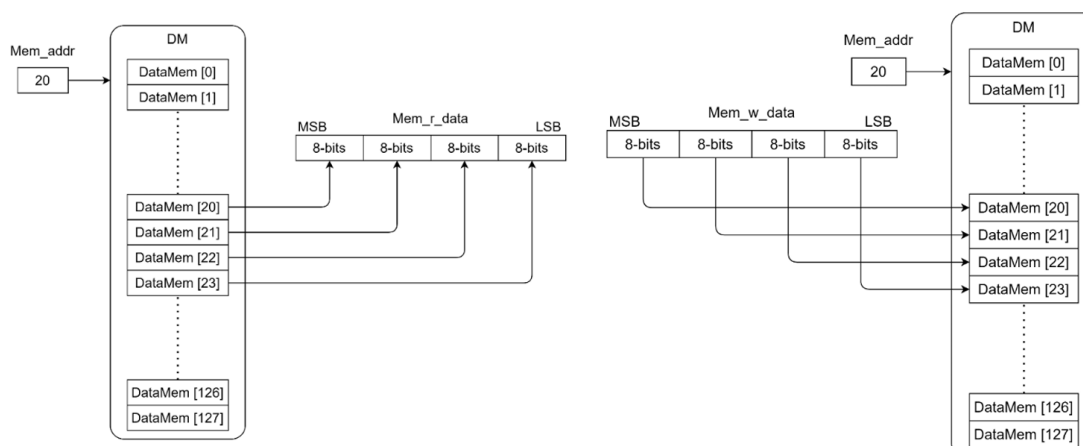 DM
Mem_addr
20
DataMem [0]
DataMem [1]
MSB
Mem_r_data
LSB
8-bits
8-bits
8-bits
8-bits
DataMem [20]
DataMem [21]
DataMem [22]
DataMem [23]
DataMem [126]
DataMem [127]
DM
Mem_addr
20
DataMem [0]
DataMem [1]
MSB
Mem_w_data
LSB
8-bits
8-bits
8-bits
8-bits
DataMem [20]
DataMem [21]
DataMem [22]
DataMem [23]
DataMem [126]
DataMem [127]